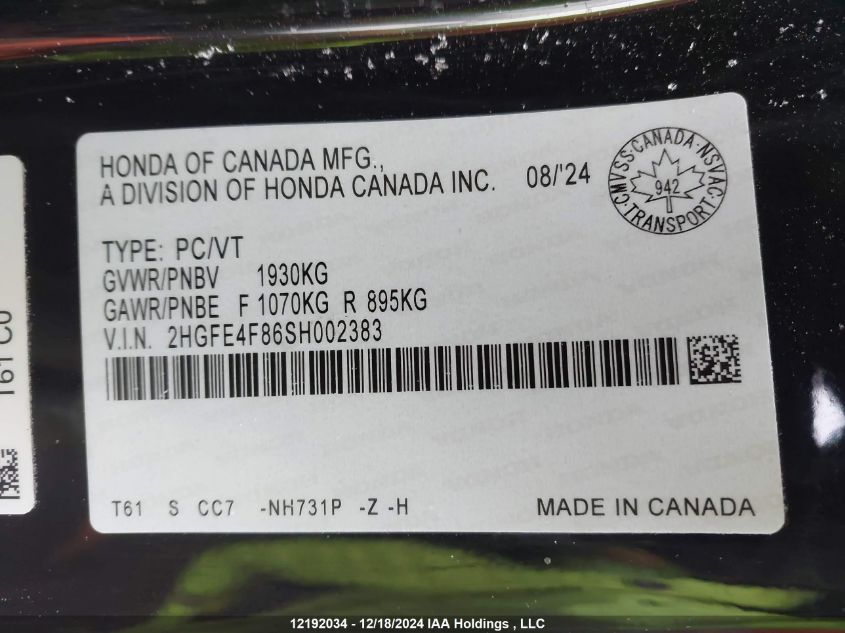 HONDA OF CANADA MFG.,
A DIVISION OF HONDA CANADA INC. 08/'24
CMVSS·CANADA·NSVAC·TRANSPORT·
942
TYPE: PC/VT
GVWR/PNBV 1930KG
GAWR/PNBE F 1070KG R 895KG
V.I.N. 2HGFE4F86SH002383
T61 S CC7 -NH731P -Z -H MADE IN CANADA
T61 C0
12192034 - 12/18/2024 IAA Holdings , LLC